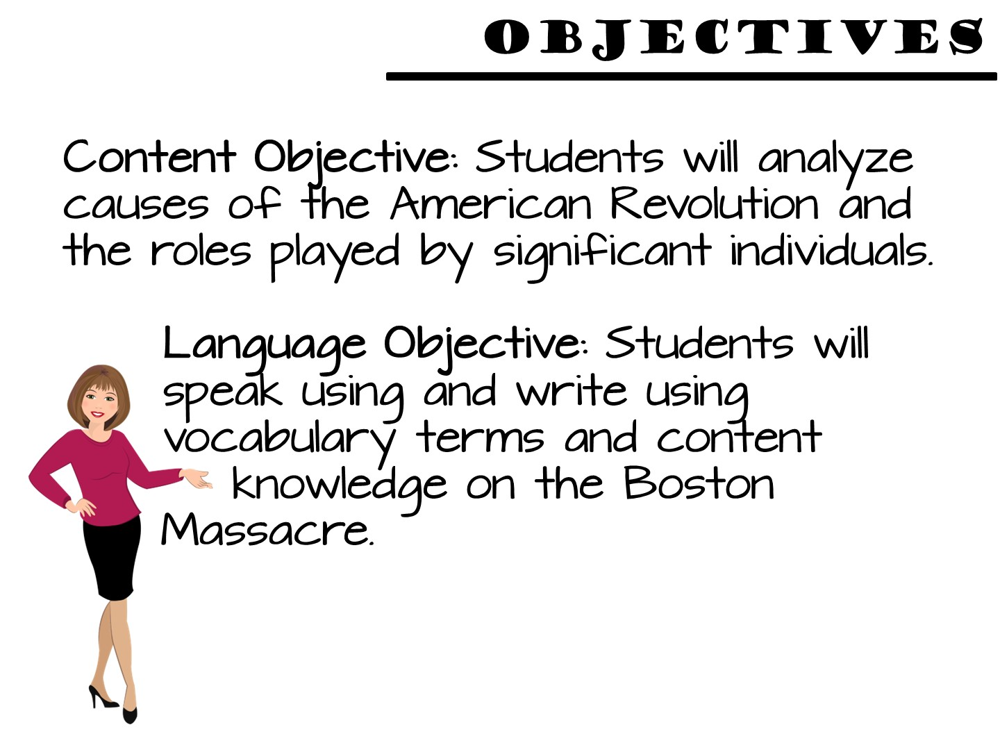 OBJECTIVES
Content Objective: Students will analyze
causes of the American Revolution and
the roles played by significant individuals.
Language Objective: Students will
speak using and write using
vocabulary terms and content
knowledge on the Boston
Massacre.